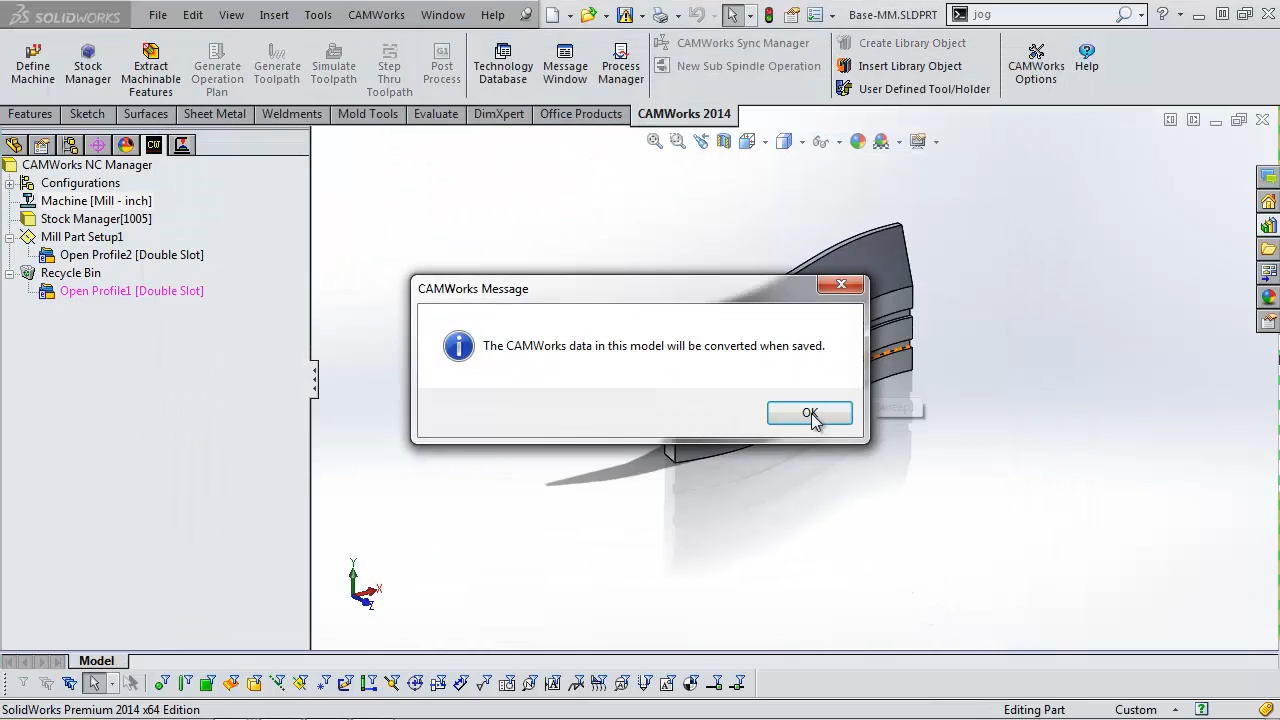 SOLIDWORKS File Edit View Insert Tools CAMWorks Window Help Base-MM.SLDPRT jog
Define Machine
Stock Manager
Extract Machinable Features
Generate Operation Plan
Generate Toolpath
Simulate Toolpath
Step Thru Toolpath
G1
Post Process
Technology Database
Message Window
Process Manager
CAMWorks Sync Manager
New Sub Spindle Operation
Create Library Object
Insert Library Object
User Defined Tool/Holder
CAMWorks Options
Help
Features Sketch Surfaces Sheet Metal Weldments Mold Tools Evaluate DimXpert Office Products CAMWorks 2014
CW
CAMWorks NC Manager
Configurations
Machine [Mill - inch]
Stock Manager[1005]
Mill Part Setup1
Open Profile2 [Double Slot]
Recycle Bin
Open Profile1 [Double Slot]
CAMWorks Message
The CAMWorks data in this model will be converted when saved.
OK
Y
X
Z
Model
SolidWorks Premium 2014 x64 Edition Editing Part Custom